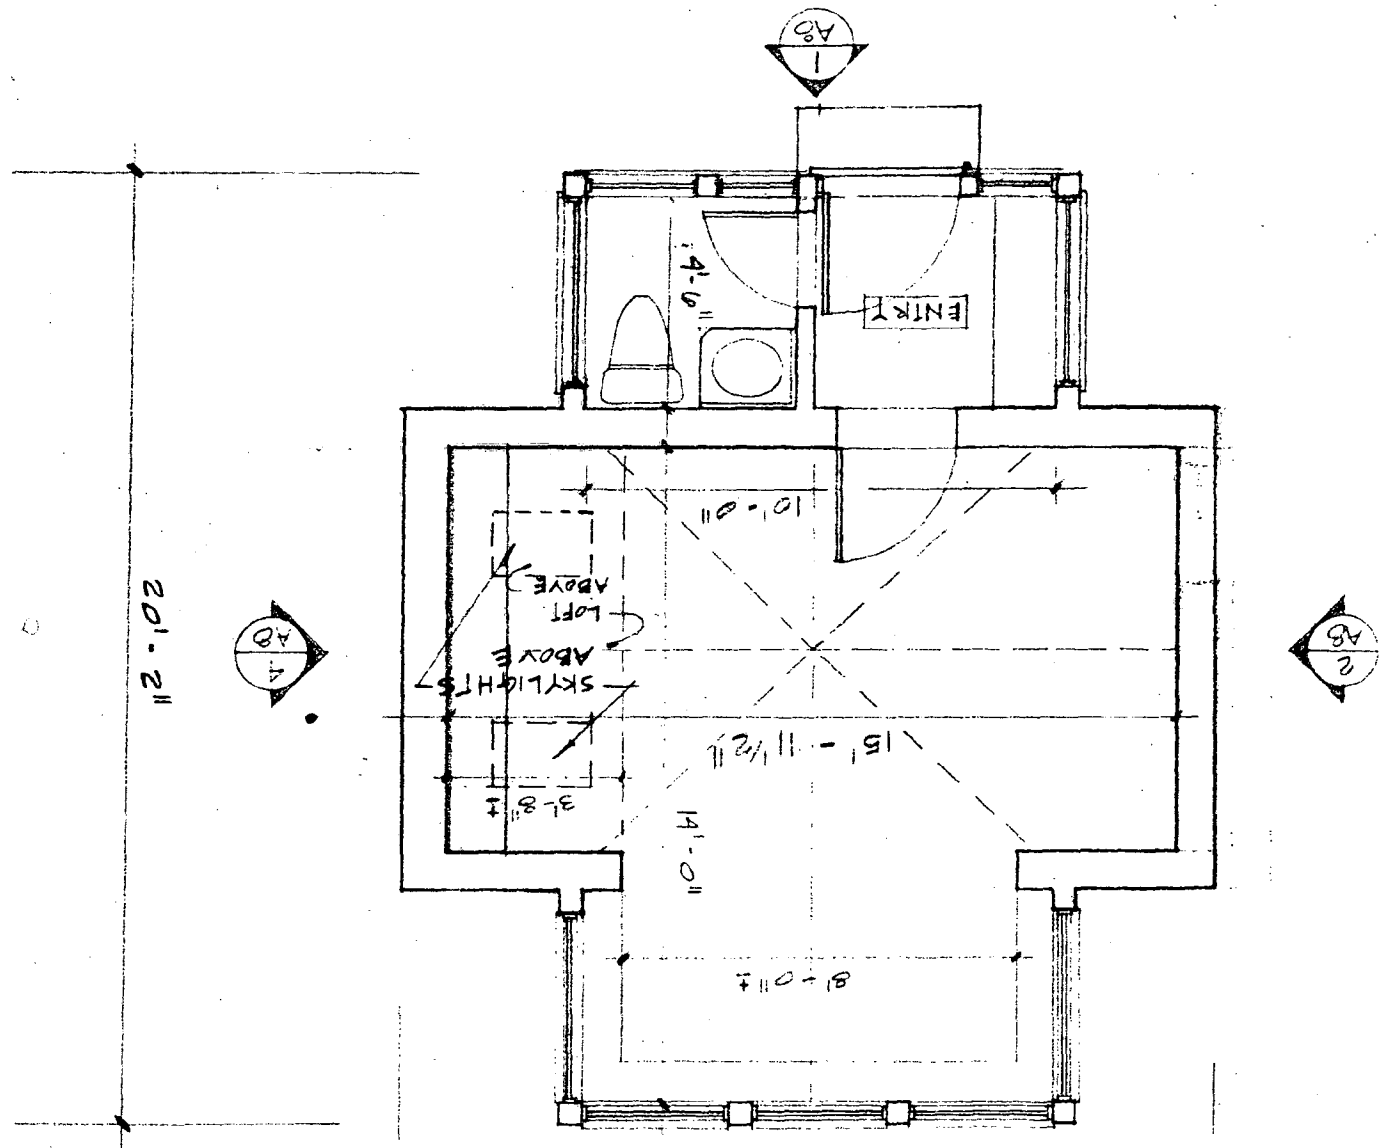 1
A8
4'-6"
ENTRY
10'-0"
LOFT
ABOVE
SKYLIGHTS
ABOVE
20'-2"
4
A8
2
A8
15'-11 1/2"
3'-8" ±
14'-0"
8'-0" ±